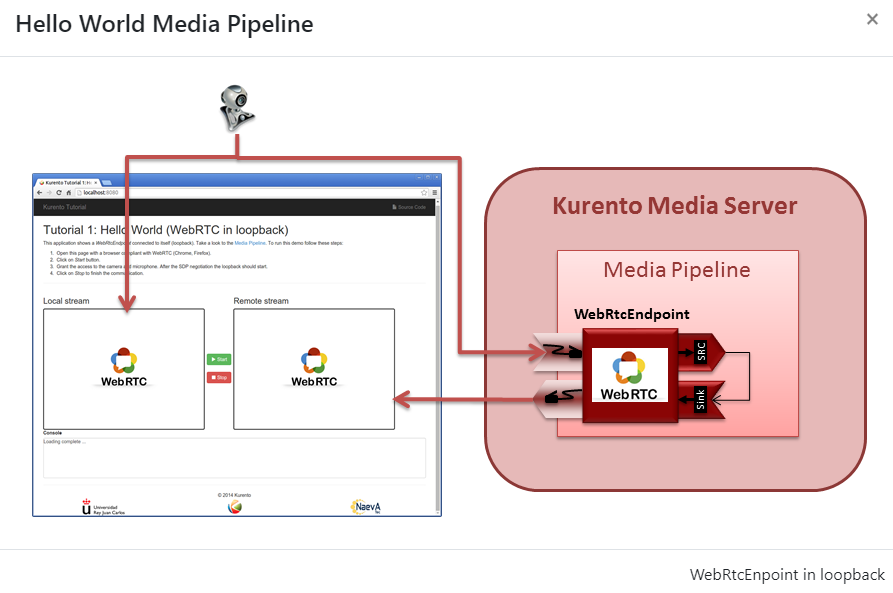 Hello World Media Pipeline
×
Kurento Tutorial 1: H
localhost:8080
Kurento Tutorial
Source Code
Tutorial 1: Hello World (WebRTC in loopback)
This application shows a WebRtcEndpoint connected to itself (loopback). Take a look to the Media Pipeline. To run this demo follow these steps:
1. Open this page with a browser compliant with WebRTC (Chrome, Firefox).
2. Click on Start button.
3. Grant the access to the camera and microphone. After the SDP negotiation the loopback should start.
4. Click on Stop to finish the communication.
Local stream
Remote stream
WebRTC
Start
Stop
WebRTC
Console
Loading complete ...
© 2014 Kurento
Universidad
Rey Juan Carlos
NaevA
Tec
Kurento Media Server
Media Pipeline
WebRtcEndpoint
SRC
WebRTC
Sink
WebRtcEnpoint in loopback